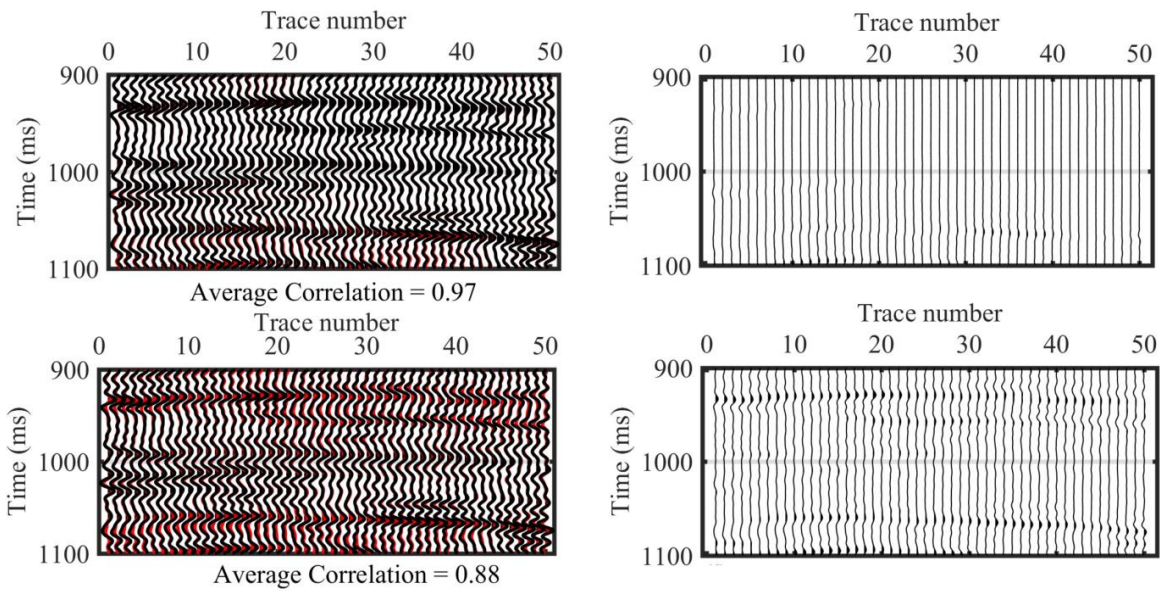 Trace number
0 10 20 30 40 50
900
Time (ms)
1000
1100
Average Correlation = 0.97
Trace number
0 10 20 30 40 50
900
Time (ms)
1000
1100
Trace number
0 10 20 30 40 50
900
Time (ms)
1000
1100
Average Correlation = 0.88
Trace number
0 10 20 30 40 50
900
Time (ms)
1000
1100